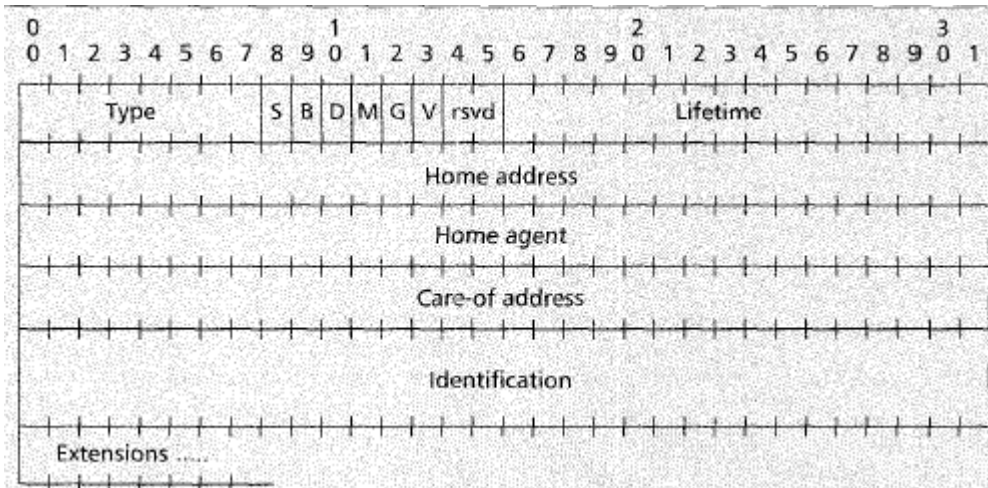 0 1 2 3
0 1 2 3 4 5 6 7 8 9 0 1 2 3 4 5 6 7 8 9 0 1 2 3 4 5 6 7 8 9 0 1
Type S B D M G V rsvd Lifetime
Home address
Home agent
Care-of address
Identification
Extensions .....